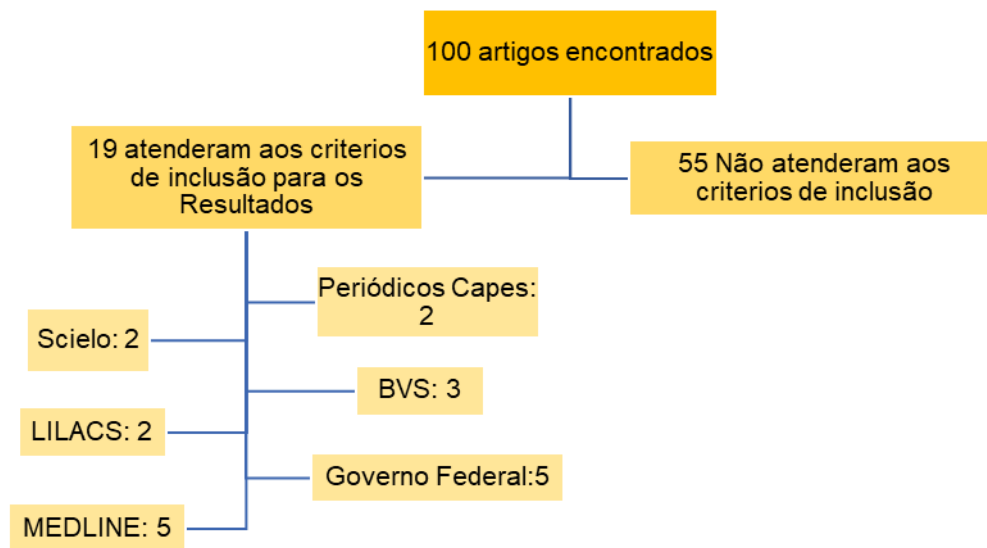 100 artigos encontrados
19 atenderam aos criterios
de inclusão para os
Resultados
55 Não atenderam aos
criterios de inclusão
Periódicos Capes:
2
Scielo: 2
BVS: 3
LILACS: 2
Governo Federal:5
MEDLINE: 5